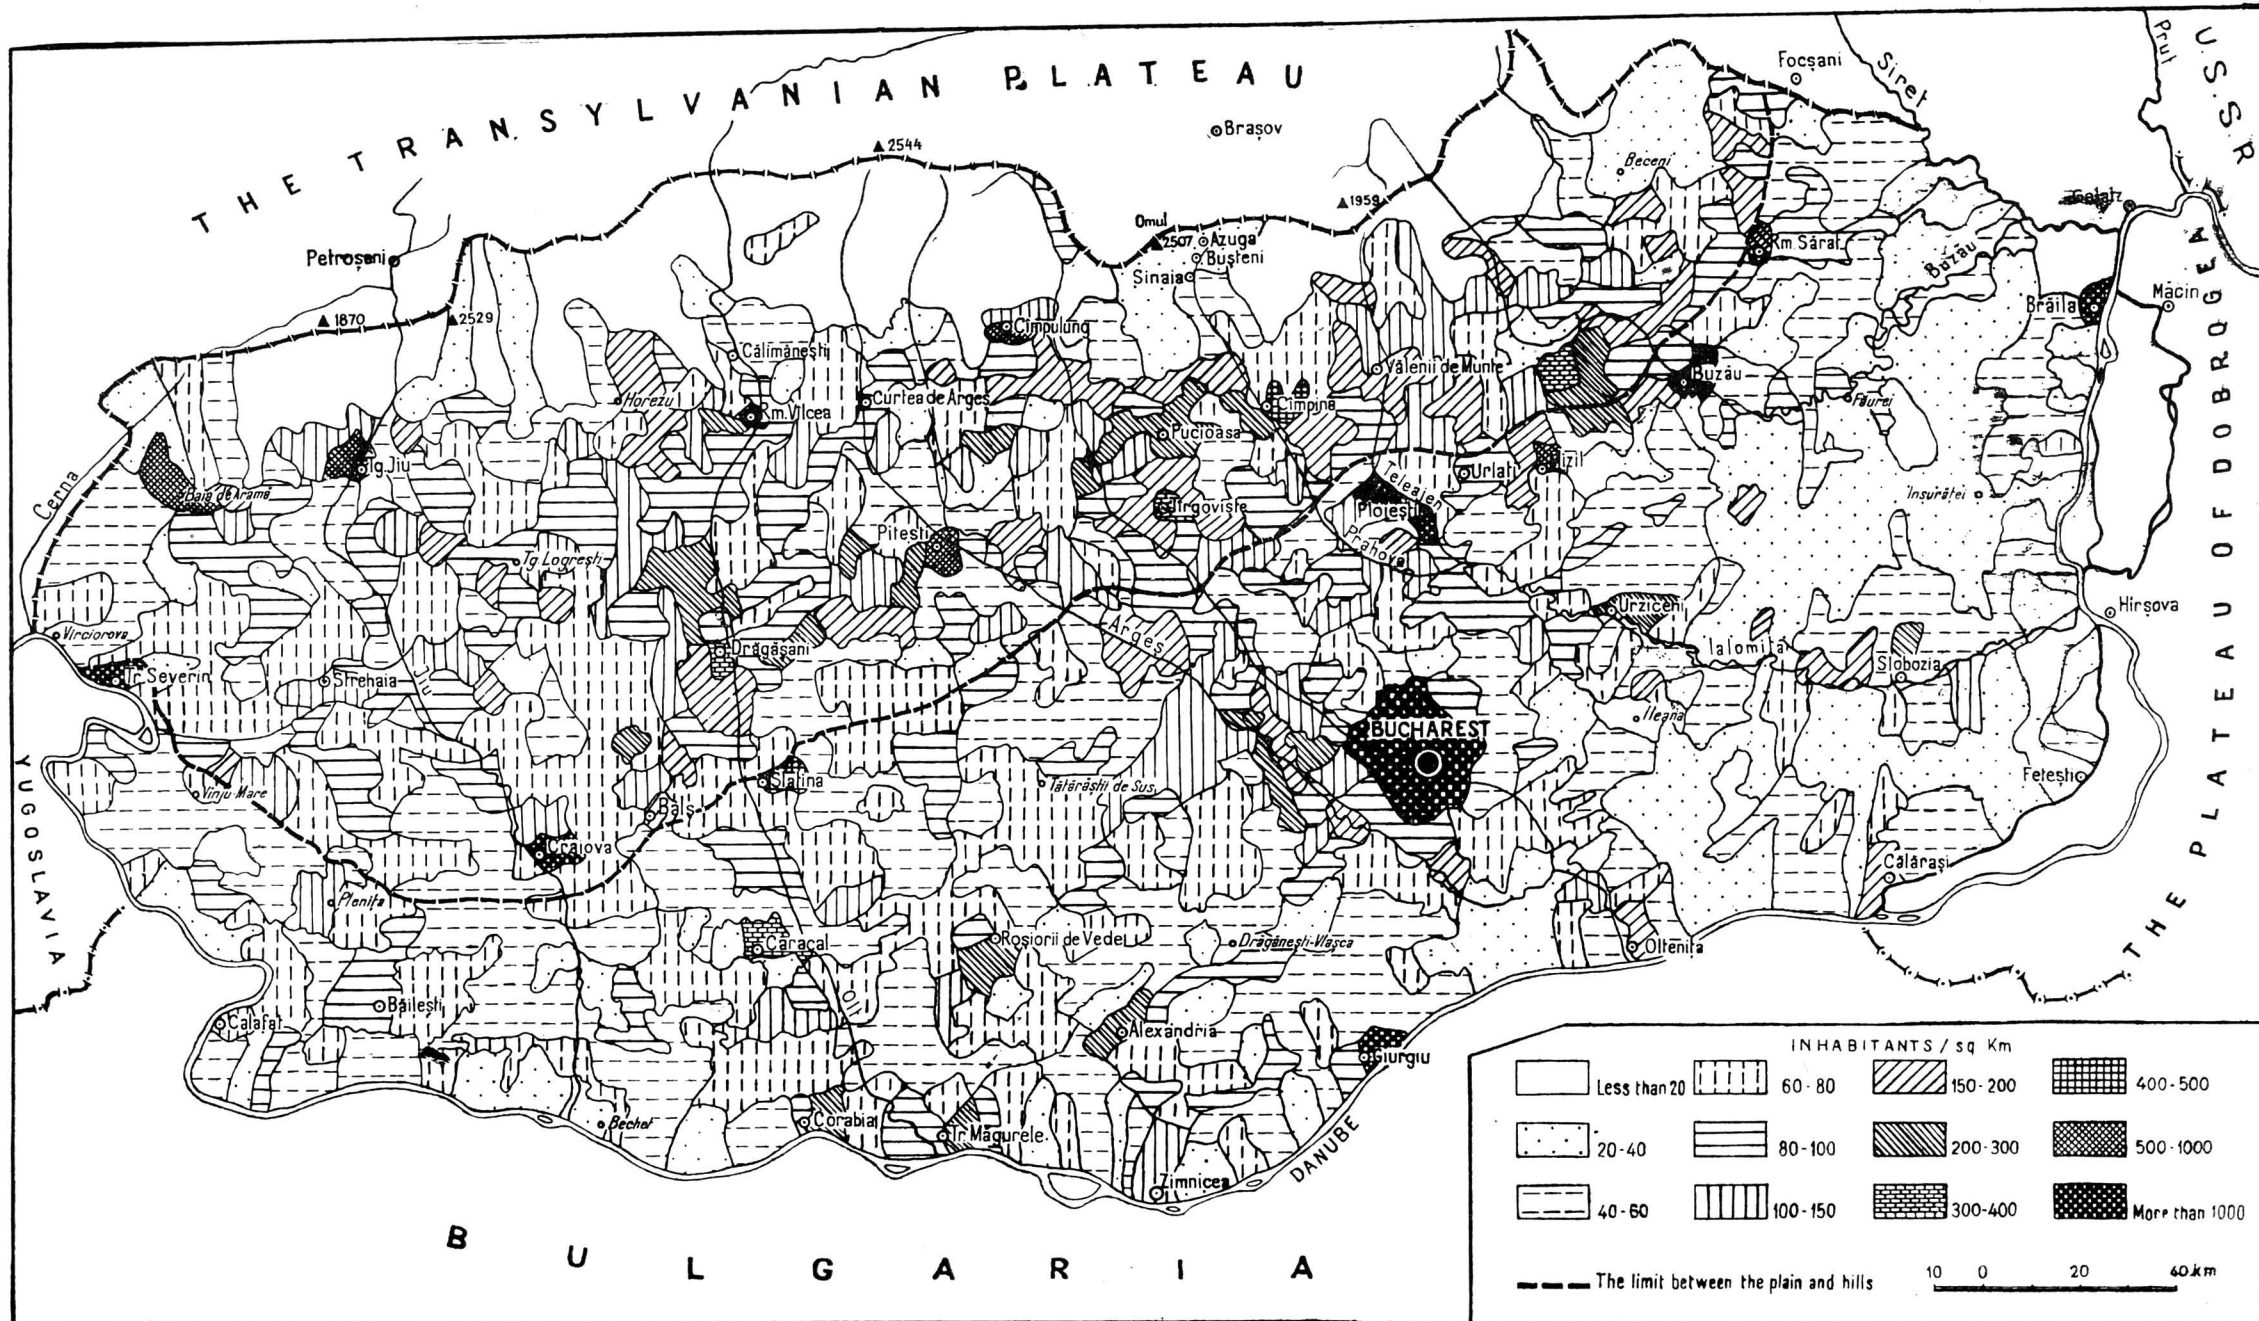 THE TRANSYLVANIAN PLATEAU
U.S.S.R
Prut
Siret
Focșani
Brașov
2544
Beceni
1959
Omul
2507
Azuga
Bușteni
Sinaia
Petroșani
1870
2529
Rm. Sărat
Buzău
Brăila
Măcin
Cîmpulung
Călimănești
Horezu
Rm. Vîlcea
Curtea de Argeș
Vălenii de Munte
Cîmpina
Pucioasa
Buzău
Făurei
Cerna
Tg. Jiu
Baia de Aramă
Urlați
Mizil
Teleajen
Ploiești
Prahova
Insurăței
Tîrgoviște
Pitești
Tg. Logrești
Urziceni
Hîrșova
Vîrciorova
Argeș
Drăgășani
Ialomița
Slobozia
Tr. Severin
Strehaia
Jiu
Ileana
BUCHAREST
Vînju-Mare
Slatina
Tătărăștii de Sus
Fetești
Balș
Craiova
Călărași
Plenița
Caracal
Roșiorii de Vede
Drăgănești-Vlașca
Oltenița
Băilești
Calafat
Olt
Alexandria
Giurgiu
Bechet
Corabia
Tr. Măgurele
Zimnicea
DANUBE
YUGOSLAVIA
BULGARIA
THE PLATEAU OF DOBROGEA
INHABITANTS / sq Km
Less than 20
60-80
150-200
400-500
20-40
80-100
200-300
500-1000
40-60
100-150
300-400
More than 1000
The limit between the plain and hills
10 0 20 40 km